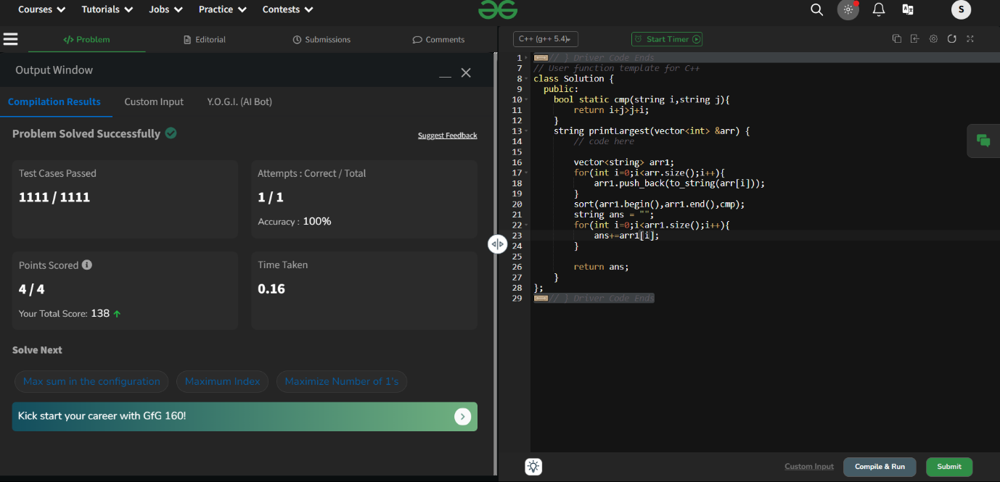 Courses Tutorials Jobs Practice Contests
S
Problem Editorial Submissions Comments
Output Window
Compilation Results Custom Input Y.O.G.I. (AI Bot)
Problem Solved Successfully
Suggest Feedback
Test Cases Passed
1111 / 1111
Attempts : Correct / Total
1 / 1
Accuracy : 100%
Points Scored
4 / 4
Your Total Score: 138
Time Taken
0.16
Solve Next
Max sum in the configuration Maximum Index Maximize Number of 1's
Kick start your career with GfG 160!
C++ (g++ 5.4) Start Timer
1 // } Driver Code Ends
7 // User function template for C++
8 class Solution {
9 public:
10 bool static cmp(string i,string j){
11 return i+j>j+i;
12 }
13 string printLargest(vector<int> &arr) {
14 // code here
15
16 vector<string> arr1;
17 for(int i=0;i<arr.size();i++){
18 arr1.push_back(to_string(arr[i]));
19 }
20 sort(arr1.begin(),arr1.end(),cmp);
21 string ans = "";
22 for(int i=0;i<arr1.size();i++){
23 ans+=arr1[i];
24 }
25
26 return ans;
27 }
28 };
29 // } Driver Code Ends
Custom Input Compile & Run Submit